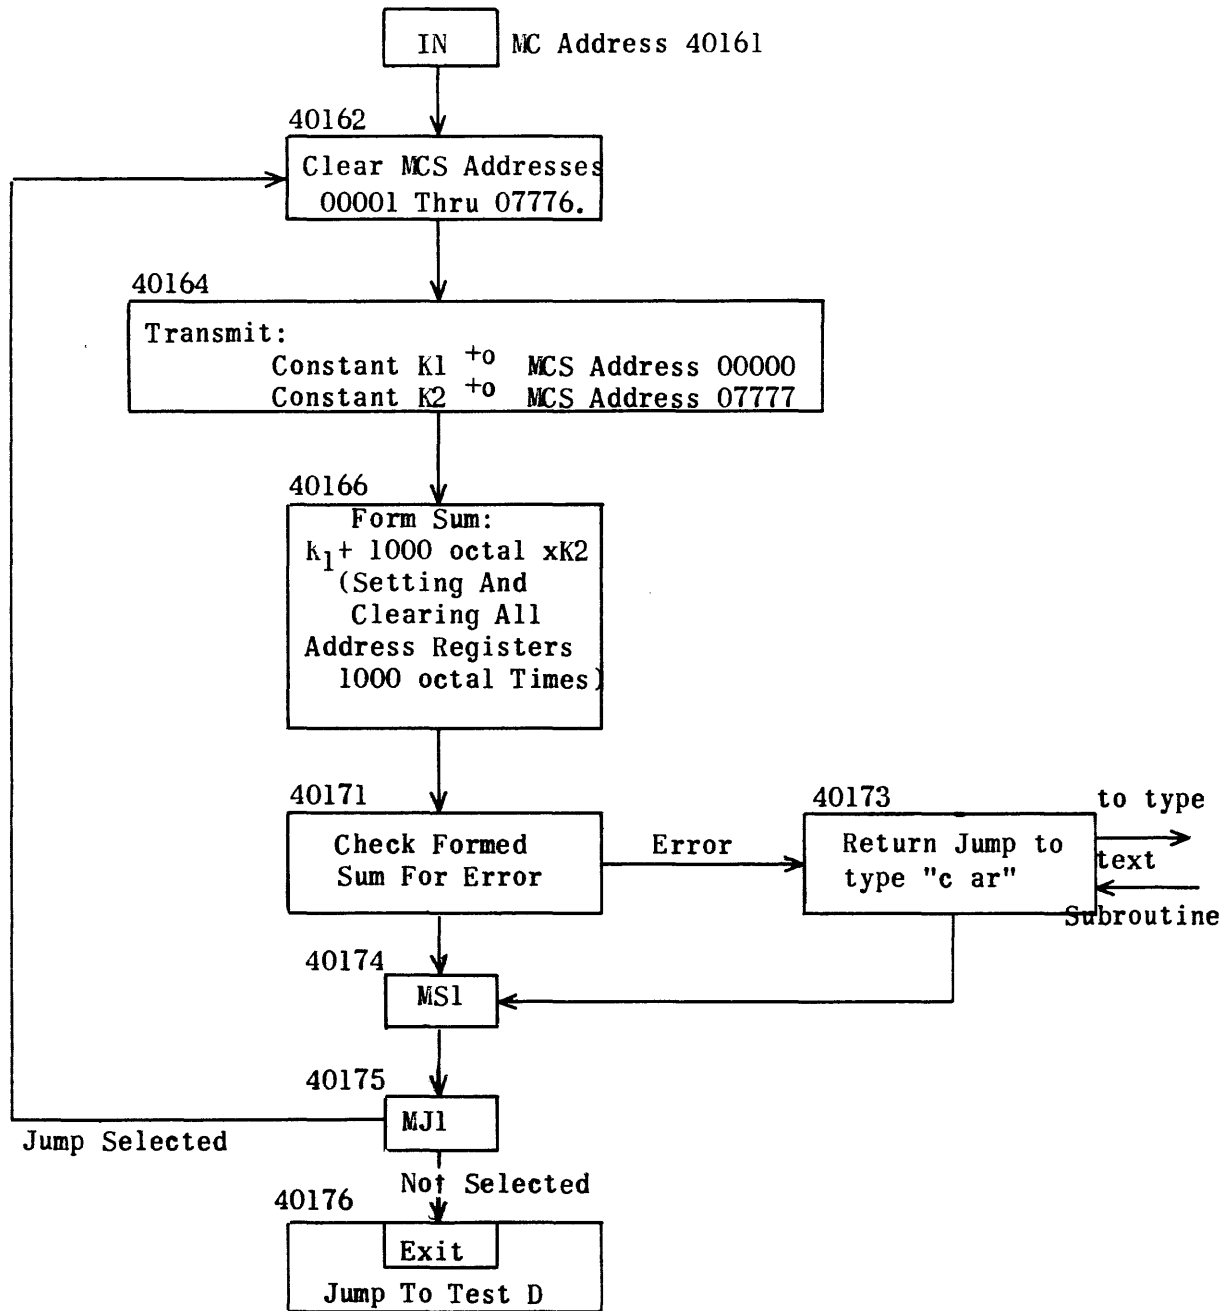 IN
MC Address 40161
40162
Clear MCS Addresses
00001 Thru 07776.
40164
Transmit:
Constant K1 to MCS Address 00000
Constant K2 to MCS Address 07777
40166
Form Sum:
K1+ 1000 octal xK2
(Setting And
Clearing All
Address Registers
1000 octal Times)
40171
Check Formed
Sum For Error
Error
40173
Return Jump to
type "c ar"
to type
text
Subroutine
40174
MS1
40175
MJ1
Jump Selected
Not Selected
40176
Exit
Jump To Test D